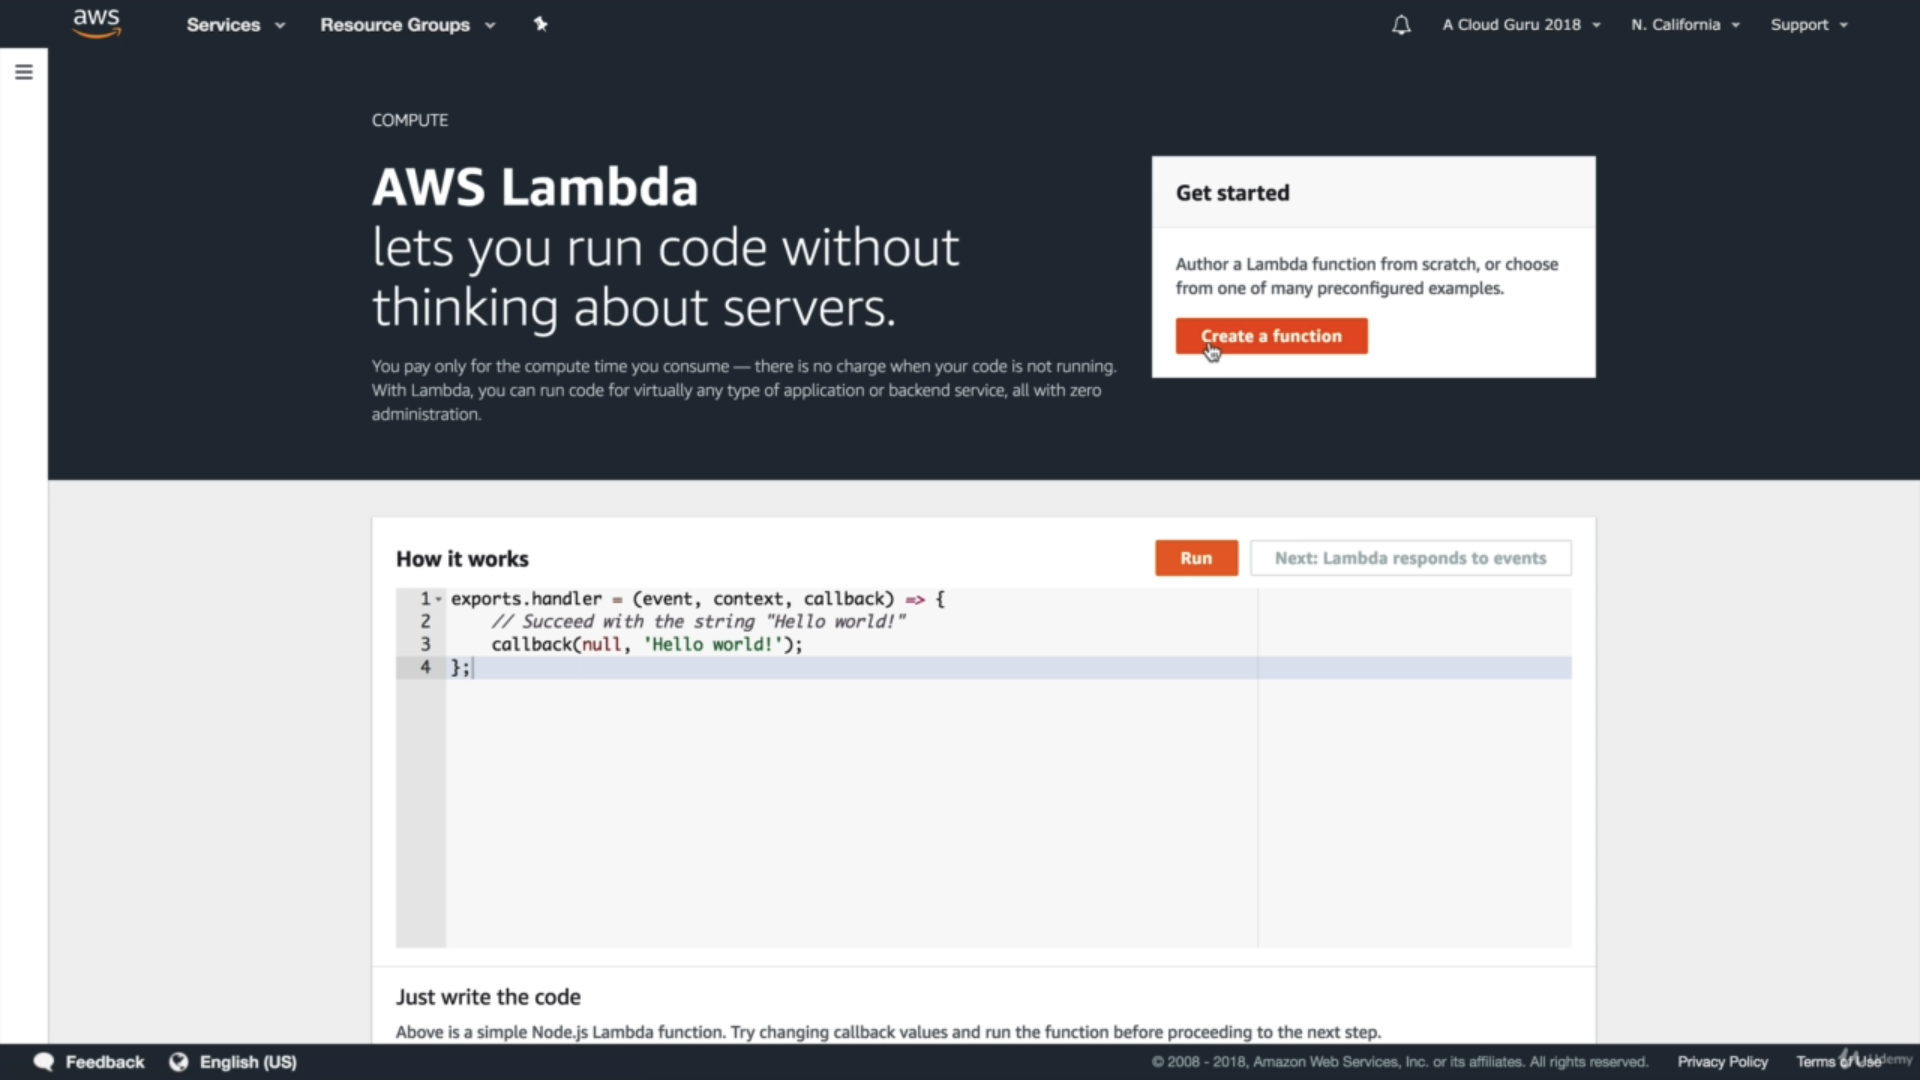 aws
Services
Resource Groups
A Cloud Guru 2018
N. California
Support
COMPUTE
AWS Lambda
lets you run code without
thinking about servers.
You pay only for the compute time you consume — there is no charge when your code is not running.
With Lambda, you can run code for virtually any type of application or backend service, all with zero
administration.
Get started
Author a Lambda function from scratch, or choose
from one of many preconfigured examples.
Create a function
How it works
Run
Next: Lambda responds to events
1 exports.handler = (event, context, callback) => {
2 // Succeed with the string "Hello world!"
3 callback(null, 'Hello world!');
4 };
Just write the code
Above is a simple Node.js Lambda function. Try changing callback values and run the function before proceeding to the next step.
Feedback
English (US)
© 2008 - 2018, Amazon Web Services, Inc. or its affiliates. All rights reserved.
Privacy Policy
Terms of Use